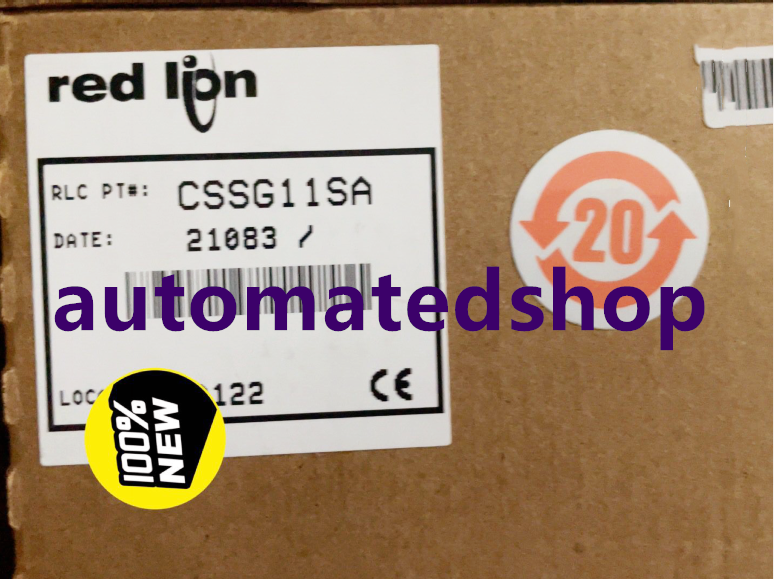 red lion
RLC PT#: CSSG11SA
DATE: 21083 /
automatedshop
122
CE
100%
NEW
20